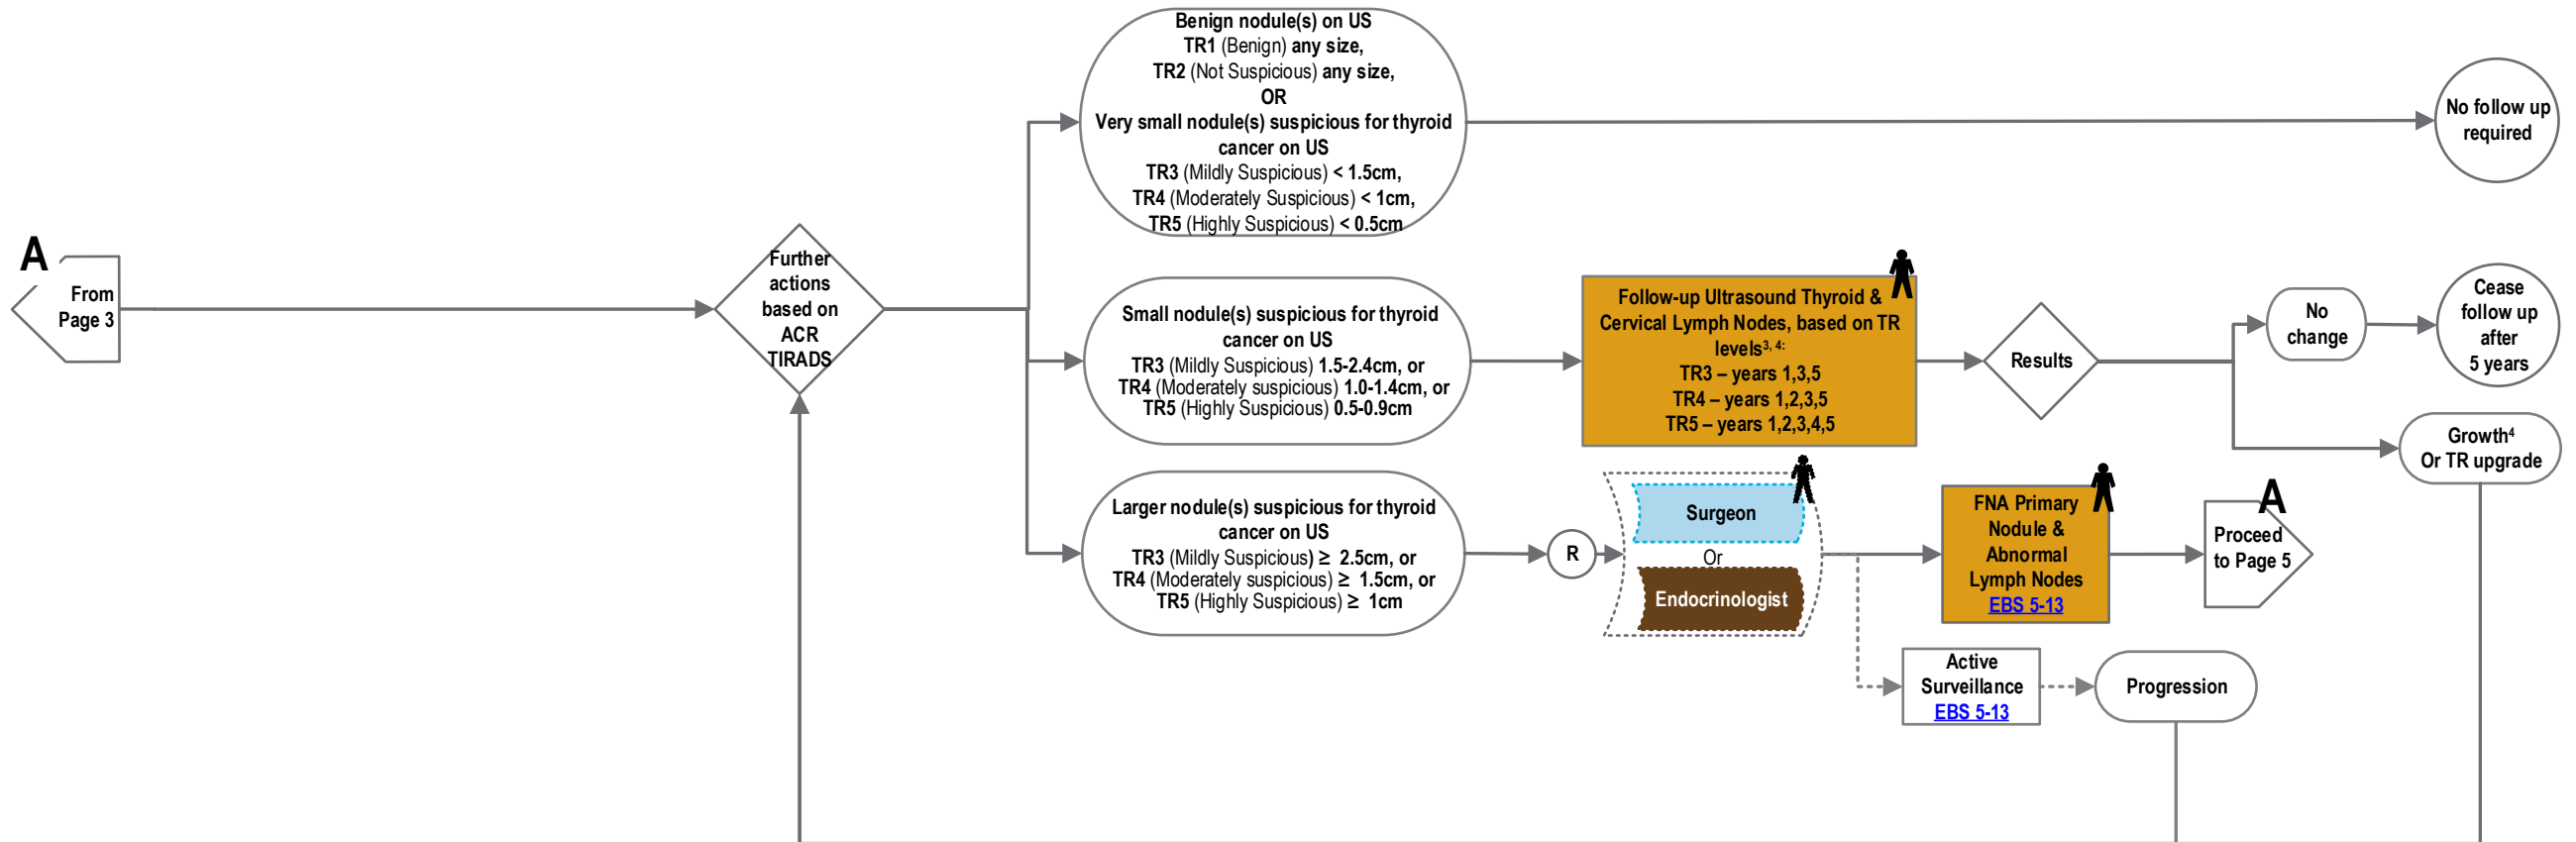 A
From
Page 3
Further
actions
based on
ACR
TIRADS
Benign nodule(s) on US
TR1 (Benign) any size,
TR2 (Not Suspicious) any size,
OR
Very small nodule(s) suspicious for thyroid
cancer on US
TR3 (Mildly Suspicious) < 1.5cm,
TR4 (Moderately Suspicious) < 1cm,
TR5 (Highly Suspicious) < 0.5cm
No follow up
required
Small nodule(s) suspicious for thyroid
cancer on US
TR3 (Mildly Suspicious) 1.5-2.4cm, or
TR4 (Moderately suspicious) 1.0-1.4cm, or
TR5 (Highly Suspicious) 0.5-0.9cm
Follow-up Ultrasound Thyroid &
Cervical Lymph Nodes, based on TR
levels3, 4:
TR3 – years 1,3,5
TR4 – years 1,2,3,5
TR5 – years 1,2,3,4,5
Results
No
change
Cease
follow up
after
5 years
Growth4
Or TR upgrade
Larger nodule(s) suspicious for thyroid
cancer on US
TR3 (Mildly Suspicious) ≥ 2.5cm, or
TR4 (Moderately suspicious) ≥ 1.5cm, or
TR5 (Highly Suspicious) ≥ 1cm
R
Surgeon
Or
Endocrinologist
FNA Primary
Nodule &
Abnormal
Lymph Nodes
EBS 5-13
A
Proceed
to Page 5
Active
Surveillance
EBS 5-13
Progression